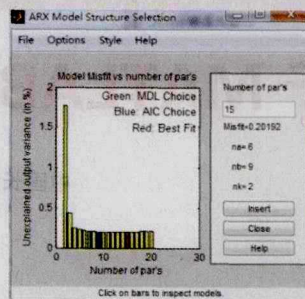 ARX Model Structure Selection
File Options Style Help
Model Misfit vs number of par's
Green: MDL Choice
Blue: AIC Choice
Red: Best Fit
Unexplained output variance (in %)
2
1.5
1
0.5
0
0 10 20 30
Number of par's
Number of par's
15
Misfit=0.20192
na= 6
nb= 9
nk= 2
Insert
Close
Help
Click on bars to inspect models.